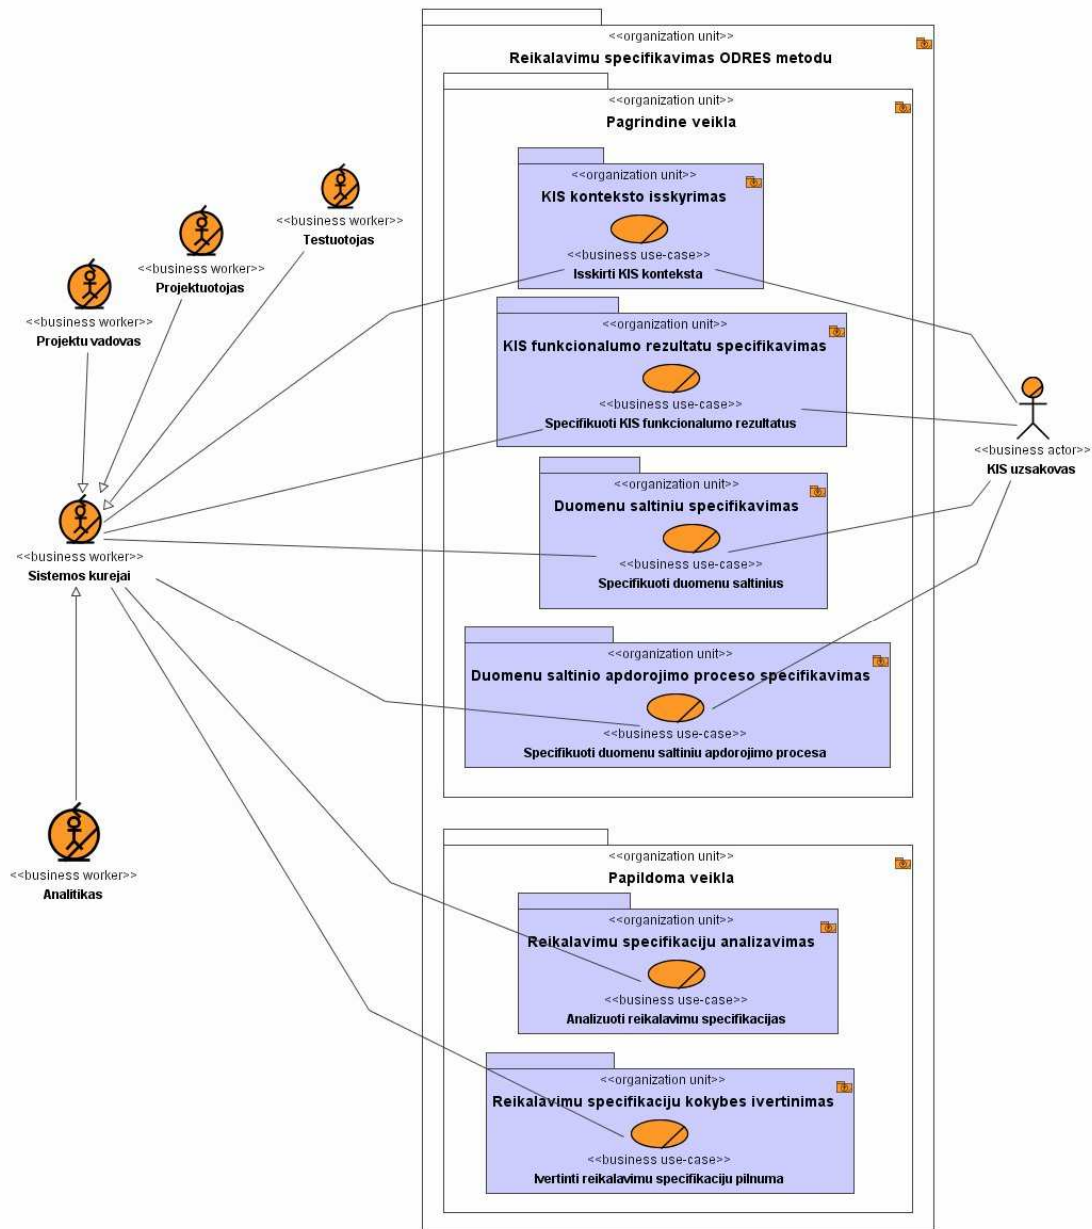 <<organization unit>>
Reikalavimu specifikavimas ODRES metodu
<<organization unit>>
Pagrindine veikla
<<organization unit>>
KIS konteksto isskyrimas
<<business use-case>>
Isskirti KIS konteksta
<<organization unit>>
KIS funkcionalumo rezultatu specifikavimas
<<business use-case>>
Specifikuoti KIS funkcionalumo rezultatus
<<organization unit>>
Duomenu saltiniu specifikavimas
<<business use-case>>
Specifikuoti duomenu saltinius
<<organization unit>>
Duomenu saltinio apdorojimo proceso specifikavimas
<<business use-case>>
Specifikuoti duomenu saltiniu apdorojimo procesa
<<organization unit>>
Papildoma veikla
<<organization unit>>
Reikalavimu specifikaciju analizavimas
<<business use-case>>
Analizuoti reikalavimu specifikacijas
<<organization unit>>
Reikalavimu specifikaciju kokybes ivertinimas
<<business use-case>>
Ivertinti reikalavimu specifikaciju pilnuma
<<business worker>>
Testuotojas
<<business worker>>
Projektuotojas
<<business worker>>
Projektu vadovas
<<business worker>>
Sistemos kurejai
<<business worker>>
Analitikas
<<business actor>>
KIS uzsakovas